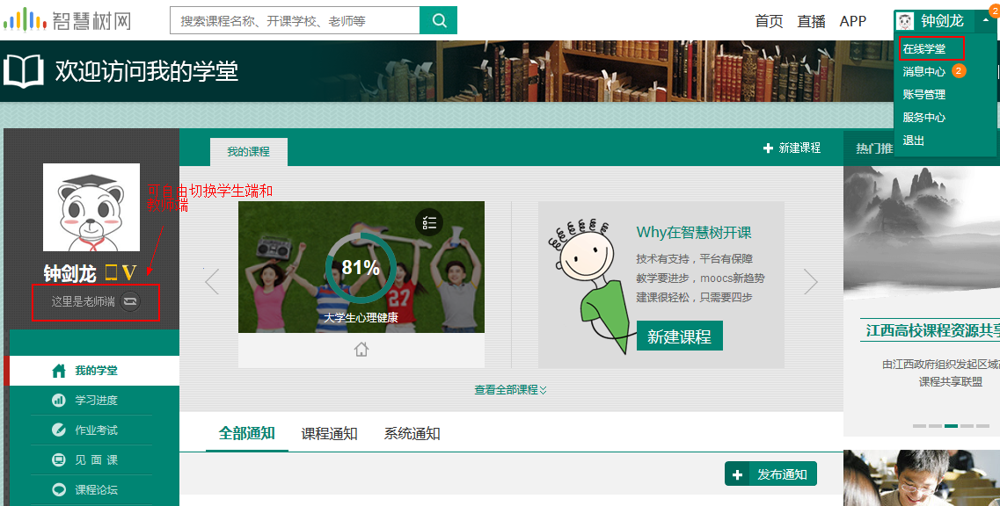 智慧树网
搜索课程名称、开课学校、老师等
首页 直播 APP
钟剑龙
2
在线学堂
消息中心 2
账号管理
服务中心
退出
欢迎访问我的学堂
我的课程
新建课程
热门推
可自由切换学生端和
教师端
钟剑龙 V
这里是老师端
81%
27
大学生心理健康
Why在智慧树开课
技术有支持，平台有保障
教学要进步，moocs新趋势
建课很轻松，只需要四步
新建课程
查看全部课程
江西高校课程资源共享
由江西政府组织发起区域高
课程共享联盟
我的学堂
学习进度
作业考试
见面课
课程论坛
全部通知 课程通知 系统通知
发布通知